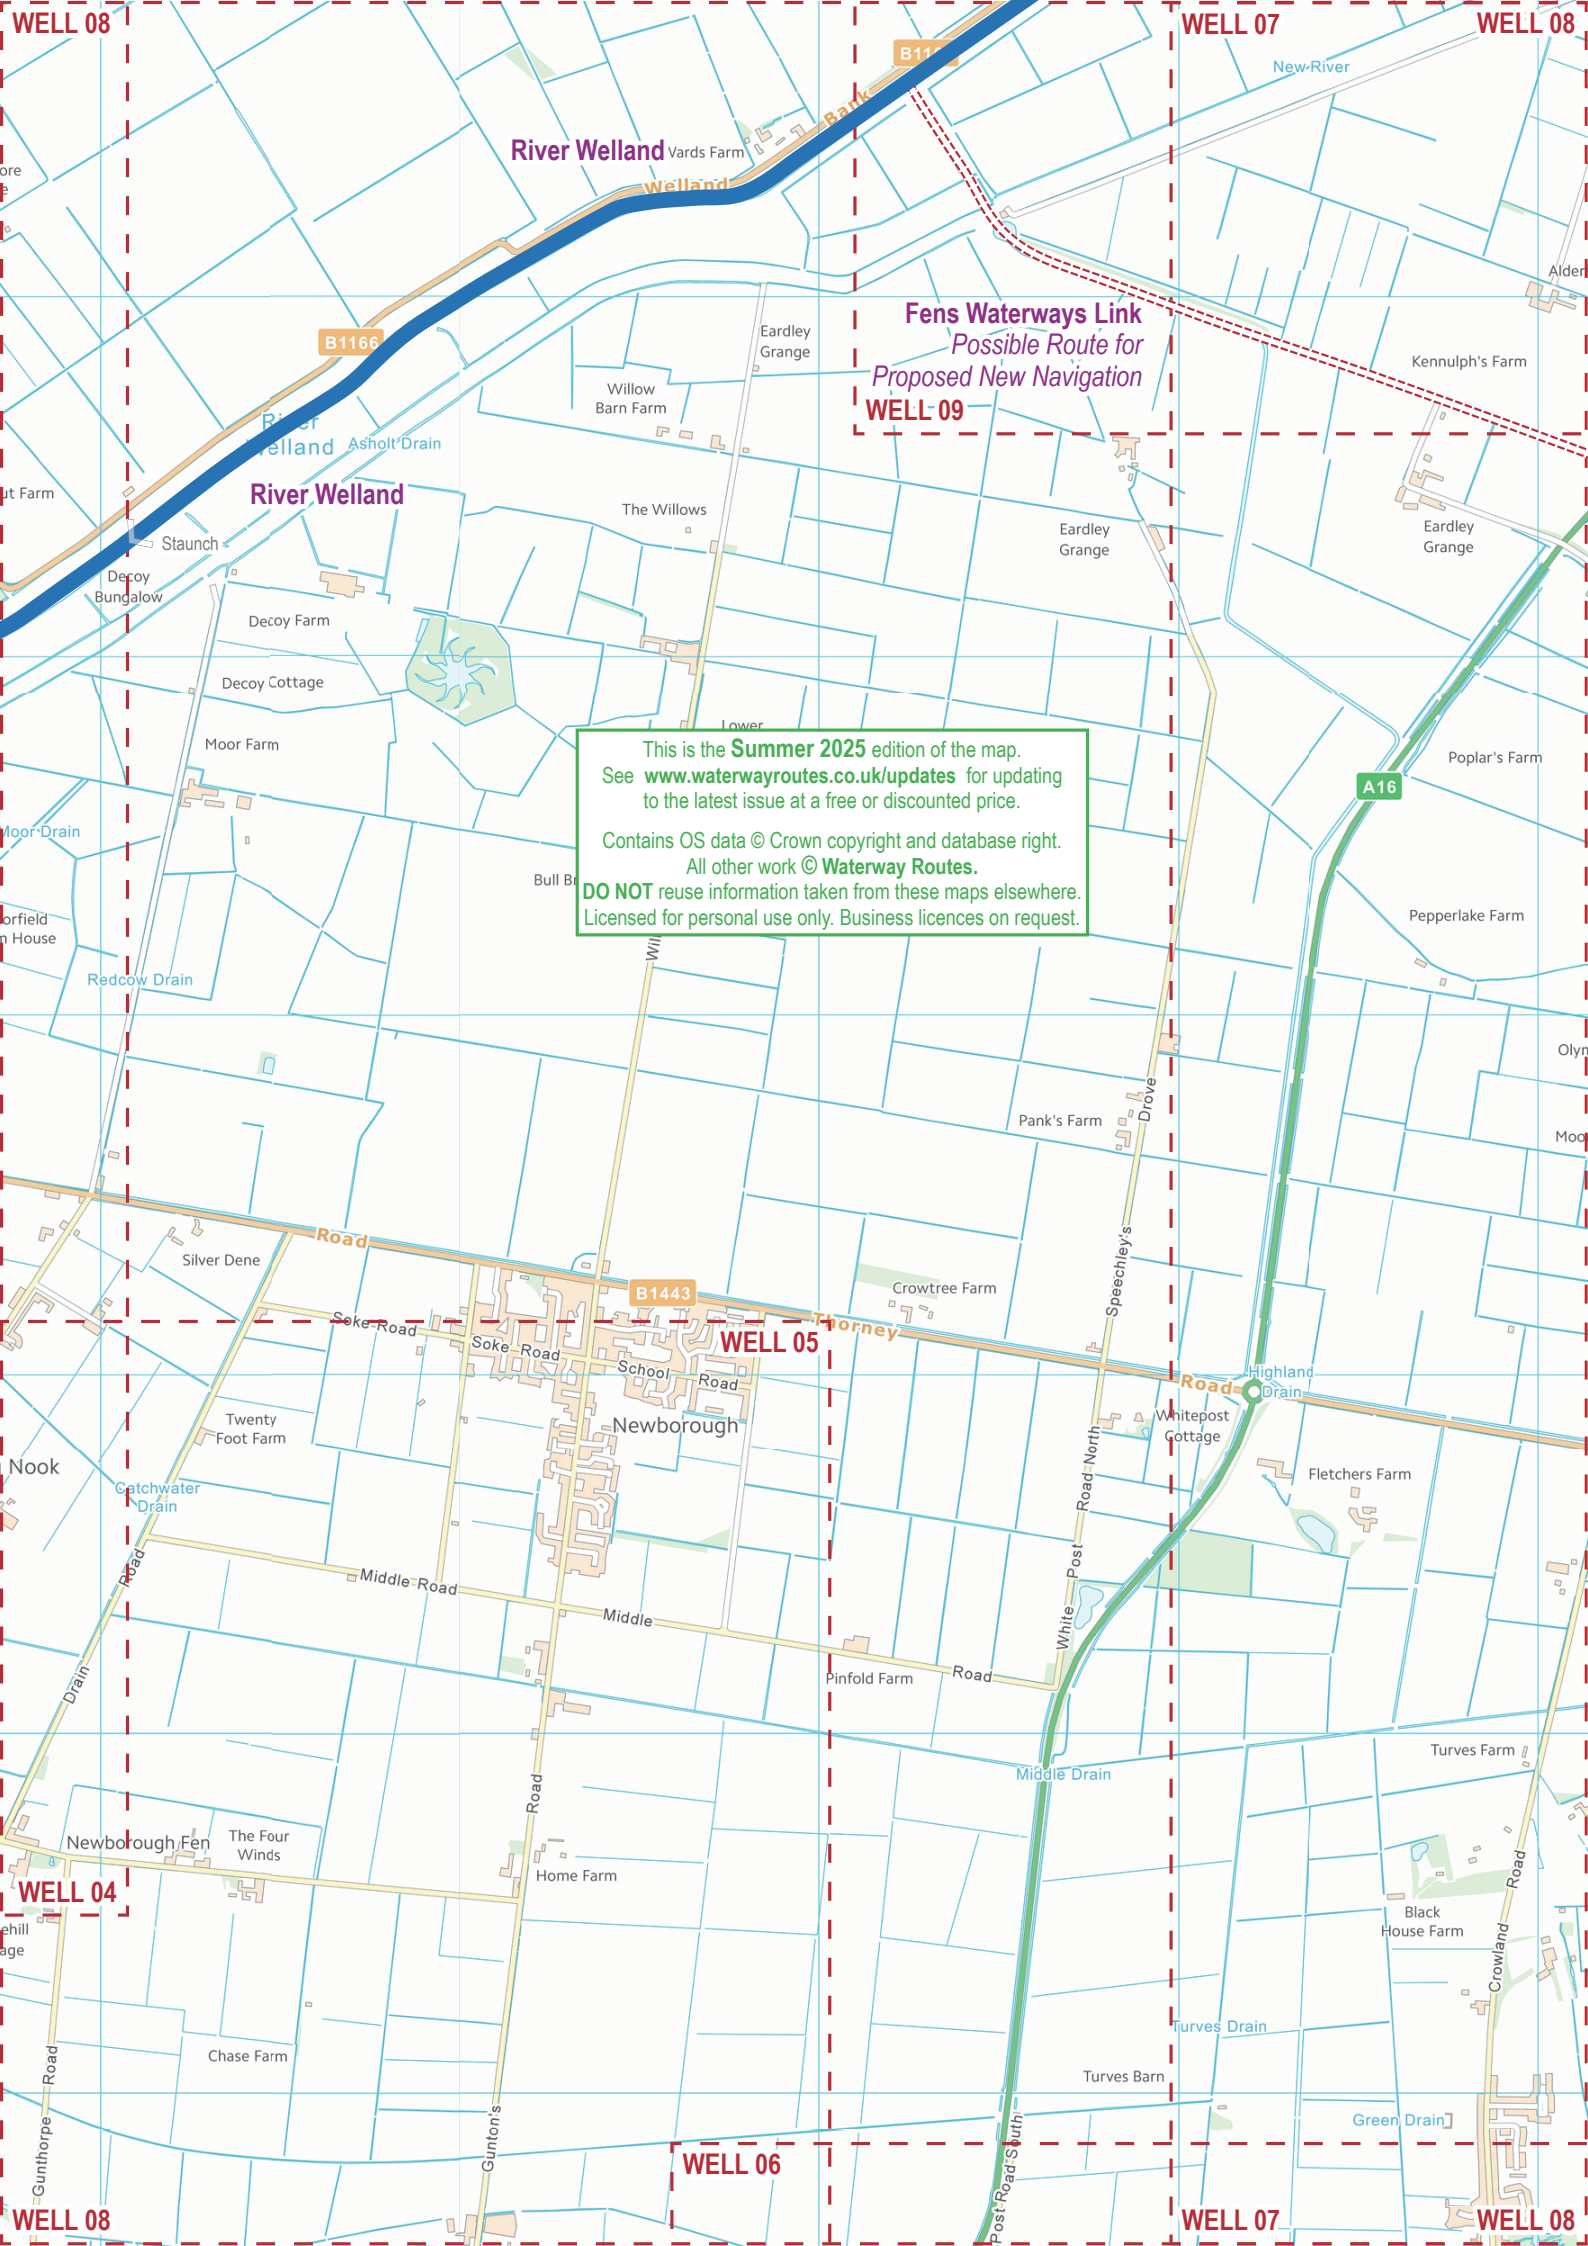 WELL 08
WELL 07
WELL 08
New River
Bank
River Welland
Vards Farm
Welland
Alder
Fens Waterways Link
Possible Route for
Proposed New Navigation
WELL 09
B1166
Eardley
Grange
Kennulph's Farm
Willow
Barn Farm
River
Asholt Drain
River Welland
The Willows
Eardley
Grange
Eardley
Grange
Staunch
Decoy
Bungalow
Decoy Farm
Decoy Cottage
Moor Farm
Lower
This is the Summer 2025 edition of the map.
See www.waterwayroutes.co.uk/updates for updating
to the latest issue at a free or discounted price.
Contains OS data © Crown copyright and database right.
All other work © Waterway Routes.
DO NOT reuse information taken from these maps elsewhere.
Licensed for personal use only. Business licences on request.
Poplar's Farm
A16
Moor Drain
Pepperlake Farm
House
Redcow Drain
Pank's Farm
Drove
Speechley's
Road
Silver Dene
B1443
Crowtree Farm
Thorney
Road
Soke Road
Soke Road
School Road
WELL 05
Highland
Drain
Newborough
Whitepost
Cottage
Twenty
Foot Farm
Nook
Catchwater
Drain
White Post Road North
Fletchers Farm
Drain Road
Middle Road
Middle Road
Pinfold Farm
Turves Farm
Middle Drain
Newborough Fen
The Four
Winds
Home Farm
WELL 04
Black
House Farm
Crowland Road
Turves Drain
Chase Farm
Turves Barn
Green Drain
Gunthorpe Road
Gunton's Road
Post Road South
WELL 06
WELL 08
WELL 07
WELL 08